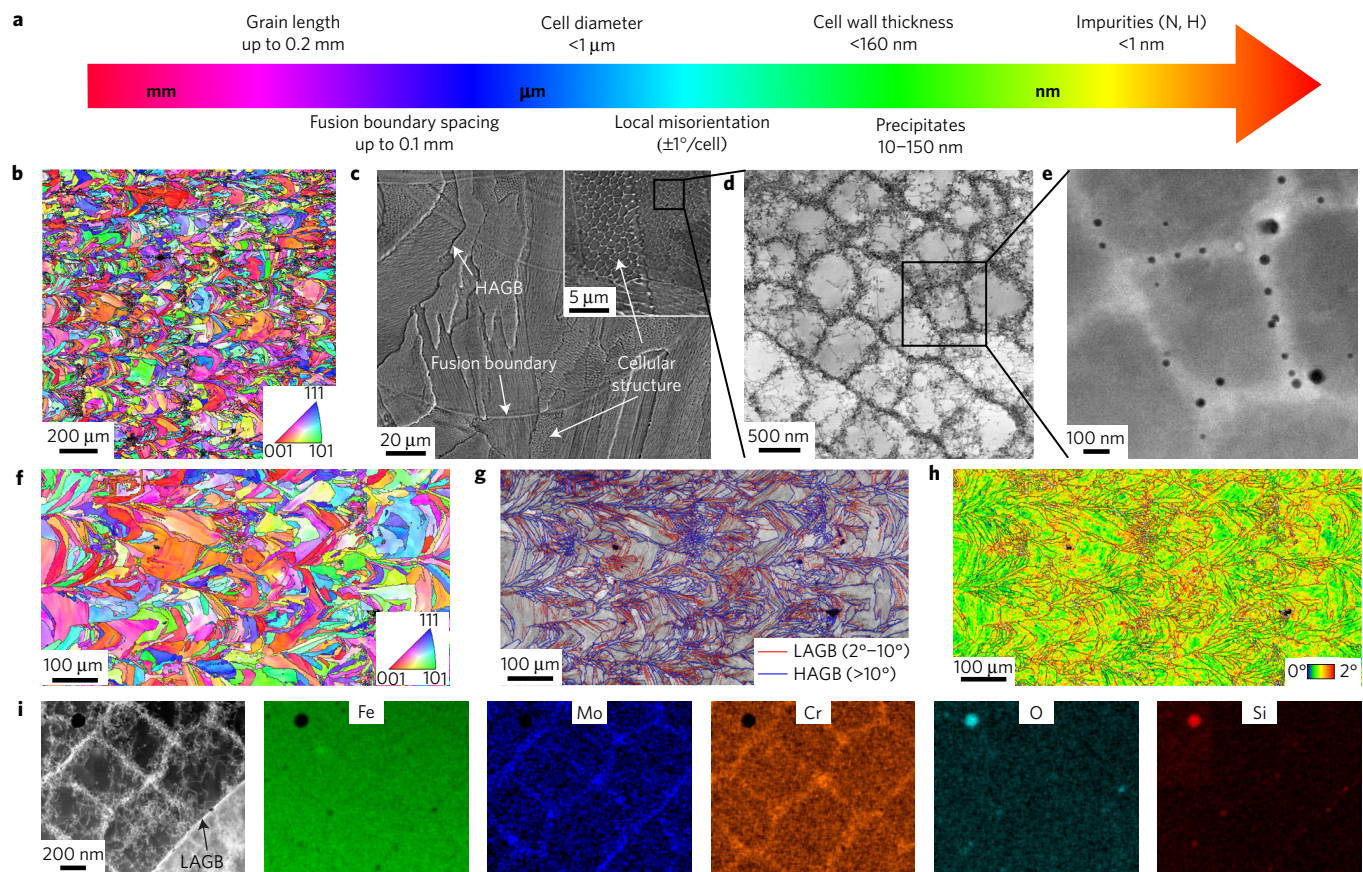 a
Grain length
up to 0.2 mm
Cell diameter
<1 μm
Cell wall thickness
<160 nm
Impurities (N, H)
<1 nm
mm
μm
nm
Fusion boundary spacing
up to 0.1 mm
Local misorientation
(±1°/cell)
Precipitates
10–150 nm
b
200 μm
111
001
101
c
HAGB
Fusion boundary
Cellular
structure
5 μm
20 μm
d
500 nm
e
100 nm
f
100 μm
111
001
101
g
100 μm
LAGB (2°–10°)
HAGB (>10°)
h
100 μm
0°
2°
i
LAGB
200 nm
Fe
Mo
Cr
O
Si